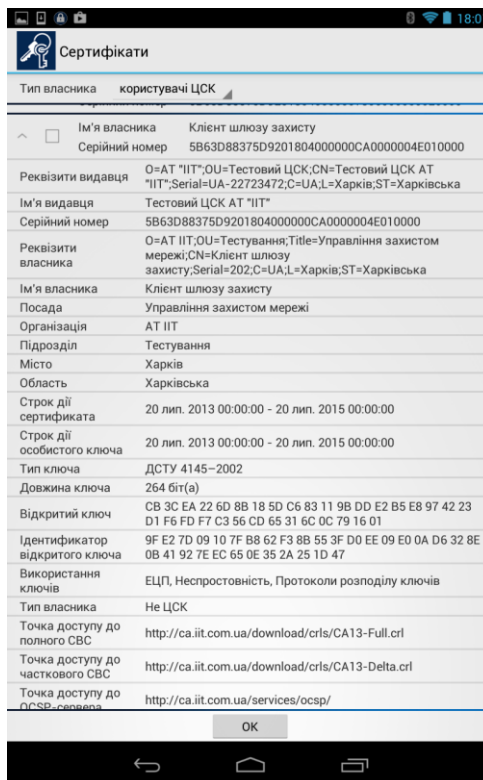 18:0
Сертифікати
Тип власника користувачі ЦСК
Ім'я власника Клієнт шлюзу захисту
Серійний номер 5B63D88375D9201804000000CA0000004E010000
Реквізити видавця O=АТ "ІІТ";OU=Тестовий ЦСК;CN=Тестовий ЦСК АТ
"ІІТ";Serial=UA-22723472;C=UA;L=Харків;ST=Харківська
Ім'я видавця Тестовий ЦСК АТ "ІІТ"
Серійний номер 5B63D88375D9201804000000CA0000004E010000
Реквізити
власника
O=АТ ІІТ;OU=Тестування;Title=Управління захистом
мережі;CN=Клієнт шлюзу
захисту;Serial=202;C=UA;L=Харків;ST=Харківська
Ім'я власника Клієнт шлюзу захисту
Посада Управління захистом мережі
Організація АТ ІІТ
Підрозділ Тестування
Місто Харків
Область Харківська
Строк дії
сертифіката
20 лип. 2013 00:00:00 - 20 лип. 2015 00:00:00
Строк дії
особистого ключа
20 лип. 2013 00:00:00 - 20 лип. 2015 00:00:00
Тип ключа ДСТУ 4145–2002
Довжина ключа 264 біт(а)
Відкритий ключ
CB 3C EA 22 6D 8B 18 5D C6 83 11 9B DD E2 B5 E8 97 42 23
D1 F6 FD F7 C3 56 CD 65 31 6C 0C 79 16 01
Ідентифікатор
відкритого ключа
9F E2 7D 09 10 7F B8 62 F3 8B 55 3F D0 EE 09 E0 0A D6 32 8E
0B 41 92 7E EC 65 0E 35 2A 25 1D 47
Використання
ключів
ЕЦП, Неспростовність, Протоколи розподілу ключів
Тип власника Не ЦСК
Точка доступу до
повного СВС
http://ca.iit.com.ua/download/crls/CA13-Full.crl
Точка доступу до
часткового СВС
http://ca.iit.com.ua/download/crls/CA13-Delta.crl
Точка доступу до
OCSP-сервера
http://ca.iit.com.ua/services/ocsp/
OK